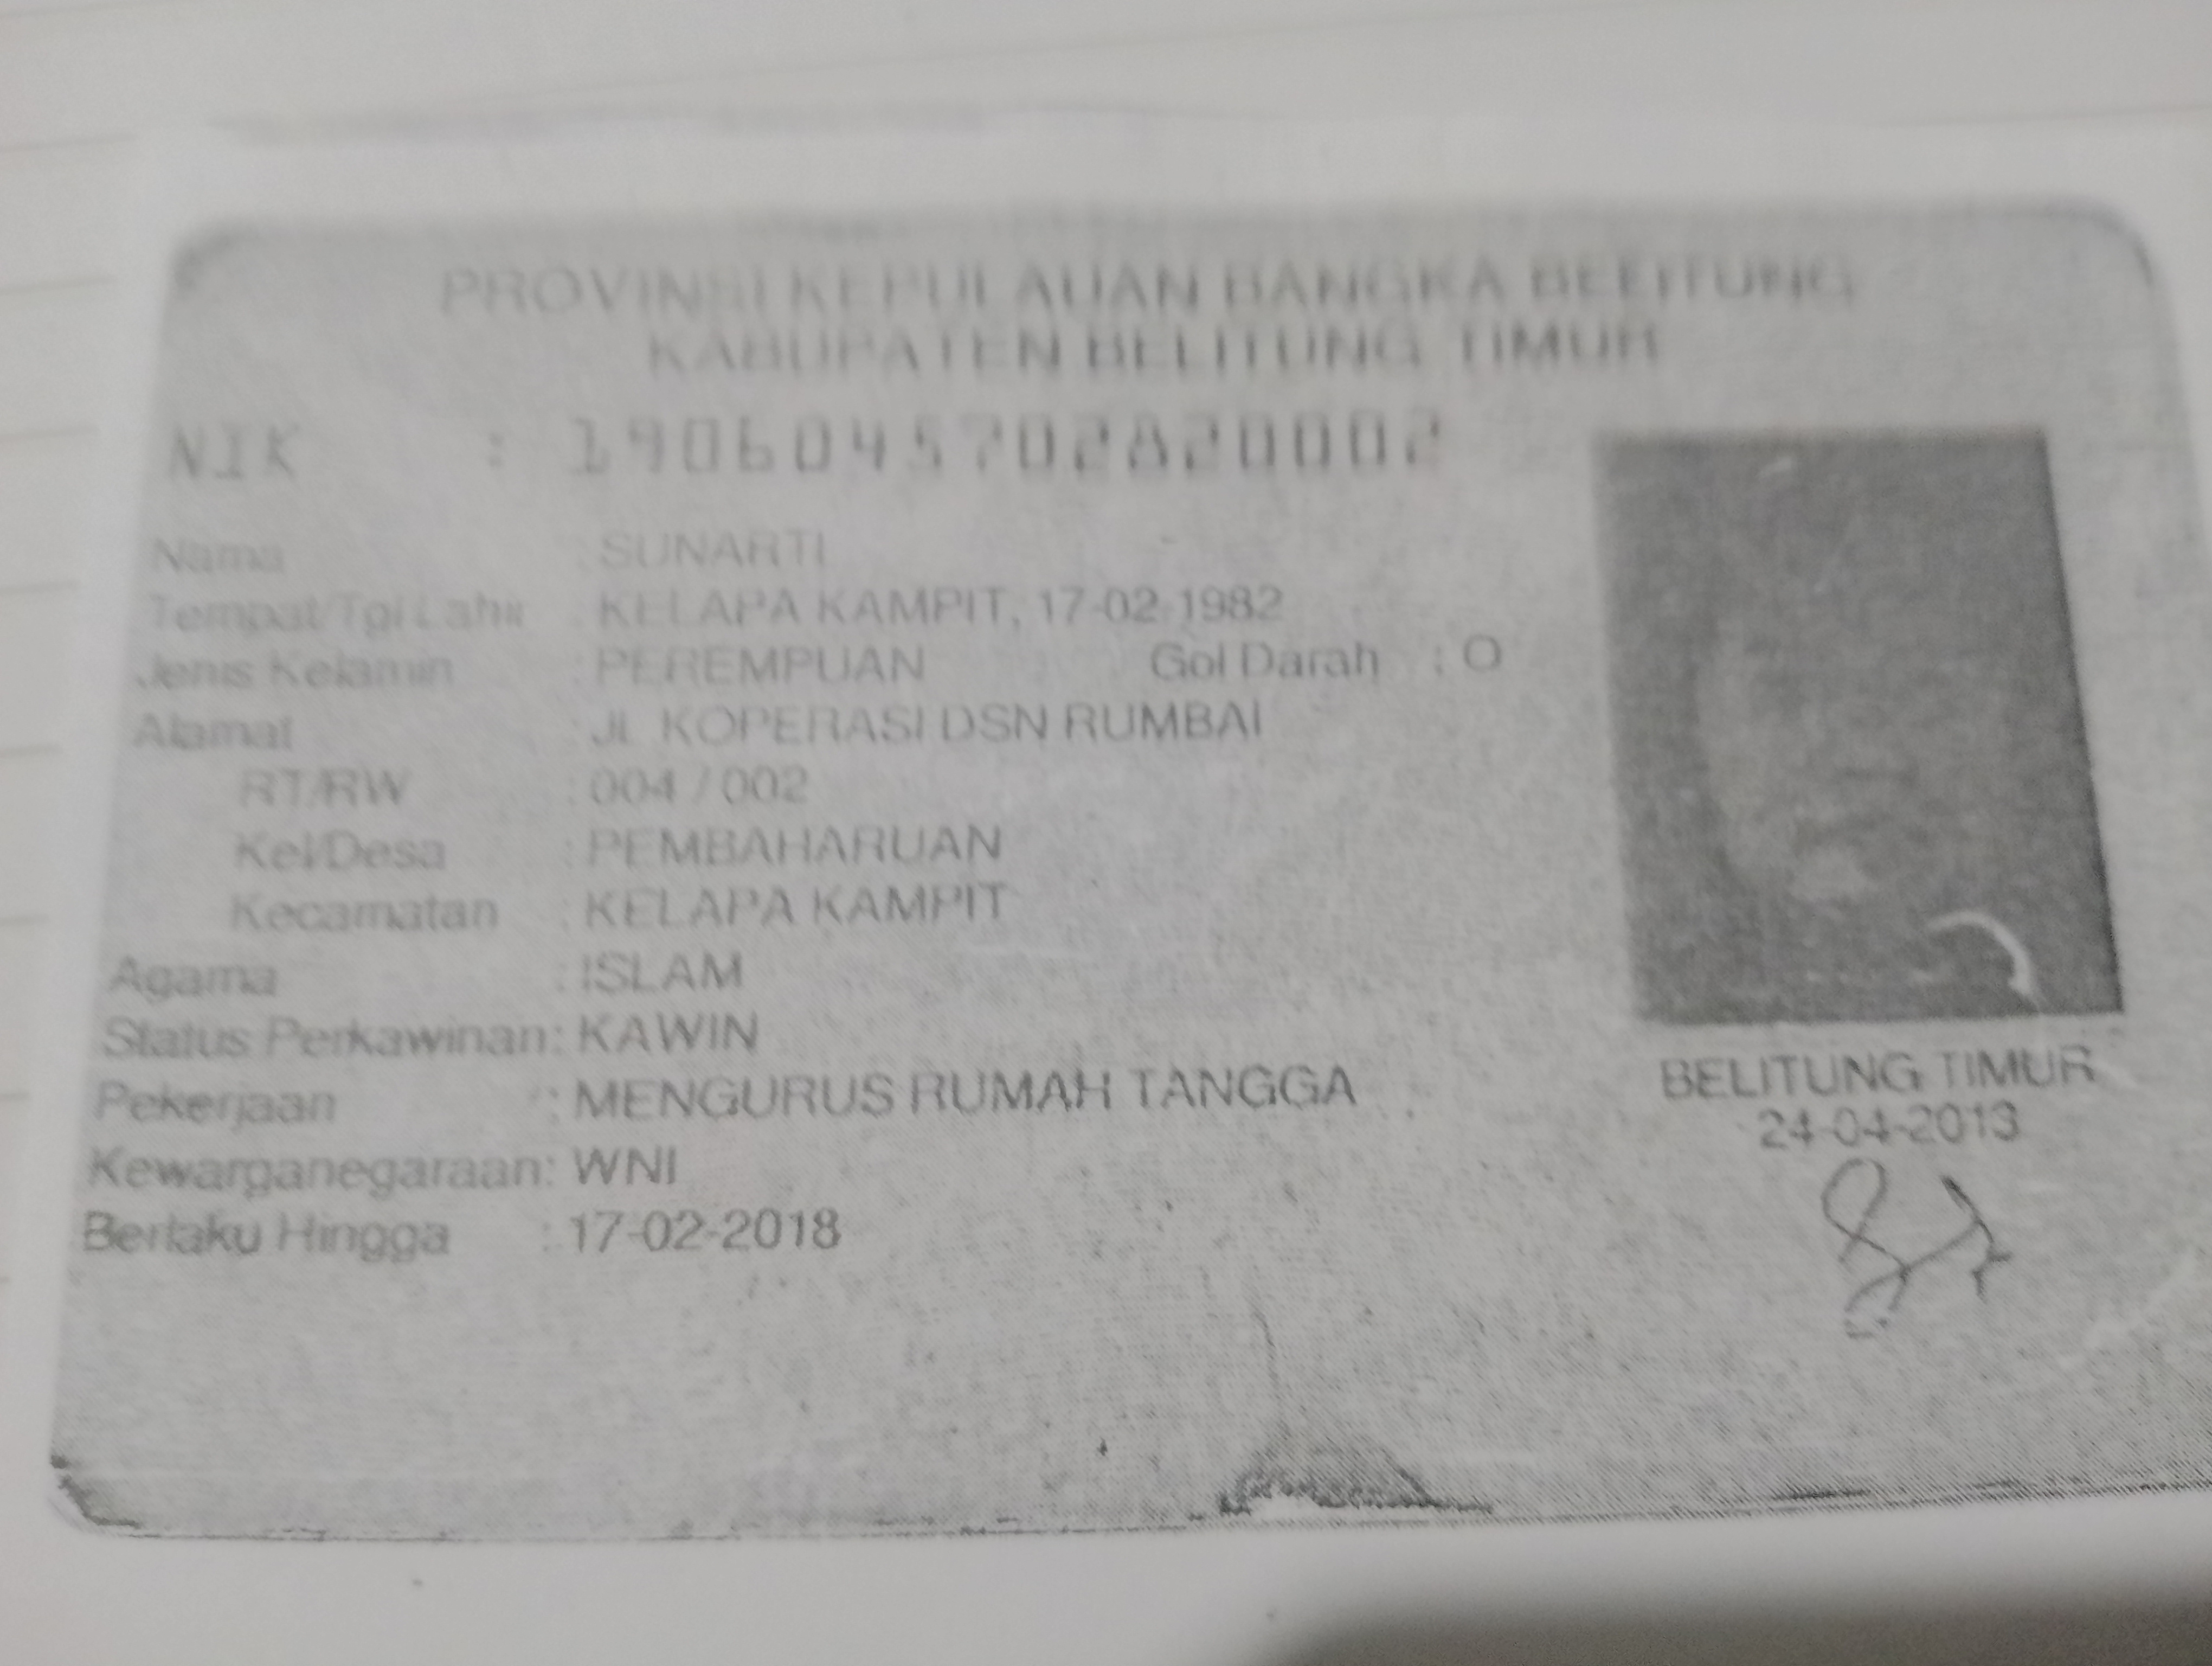 PROVINSI KEPULAUAN BANGKA BELITUNG
KABUPATEN BELITUNG TIMUR
NIK : 1906045702820002
Nama : SUNARTI
Tempat/Tgl Lahir : KELAPA KAMPIT, 17-02-1982
Jenis Kelamin : PEREMPUAN Gol Darah : O
Alamat : JL KOPERASI DSN RUMBAI
RT/RW : 004 / 002
Kel/Desa : PEMBAHARUAN
Kecamatan : KELAPA KAMPIT
Agama : ISLAM
Status Perkawinan: KAWIN
Pekerjaan : MENGURUS RUMAH TANGGA
Kewarganegaraan: WNI
Berlaku Hingga : 17-02-2018
BELITUNG TIMUR
24-04-2013